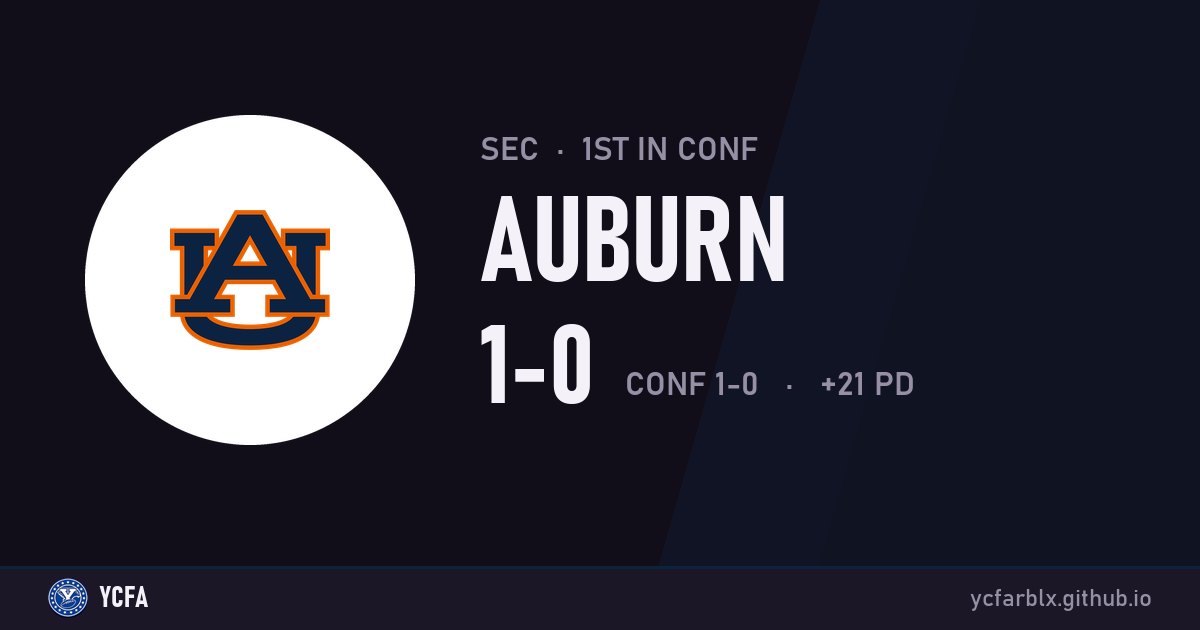 SEC · 1ST IN CONF
AUBURN
1-0 CONF 1-0 · +21 PD
AU
YCFA
ycfarblx.github.io